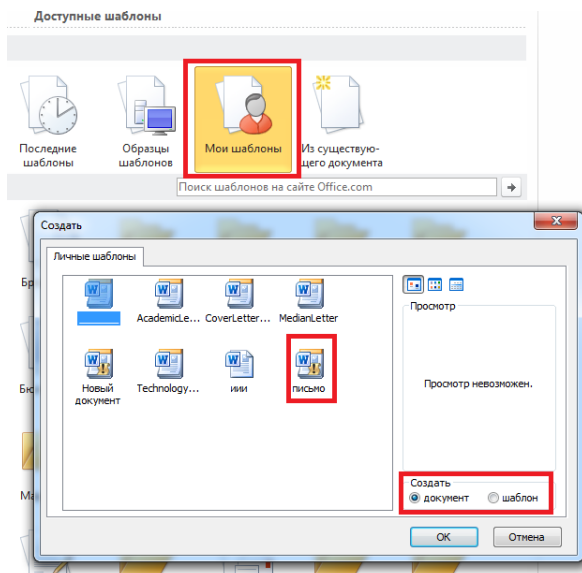 Доступные шаблоны
Последние
шаблоны
Образцы
шаблонов
Мои шаблоны
Из существую-
щего документа
Поиск шаблонов на сайте Office.com
Создать
Личные шаблоны
AcademicLe...
CoverLetter...
MedianLetter
Новый
документ
Technology...
иии
письмо
Просмотр
Просмотр невозможен.
Создать
документ
шаблон
OK
Отмена